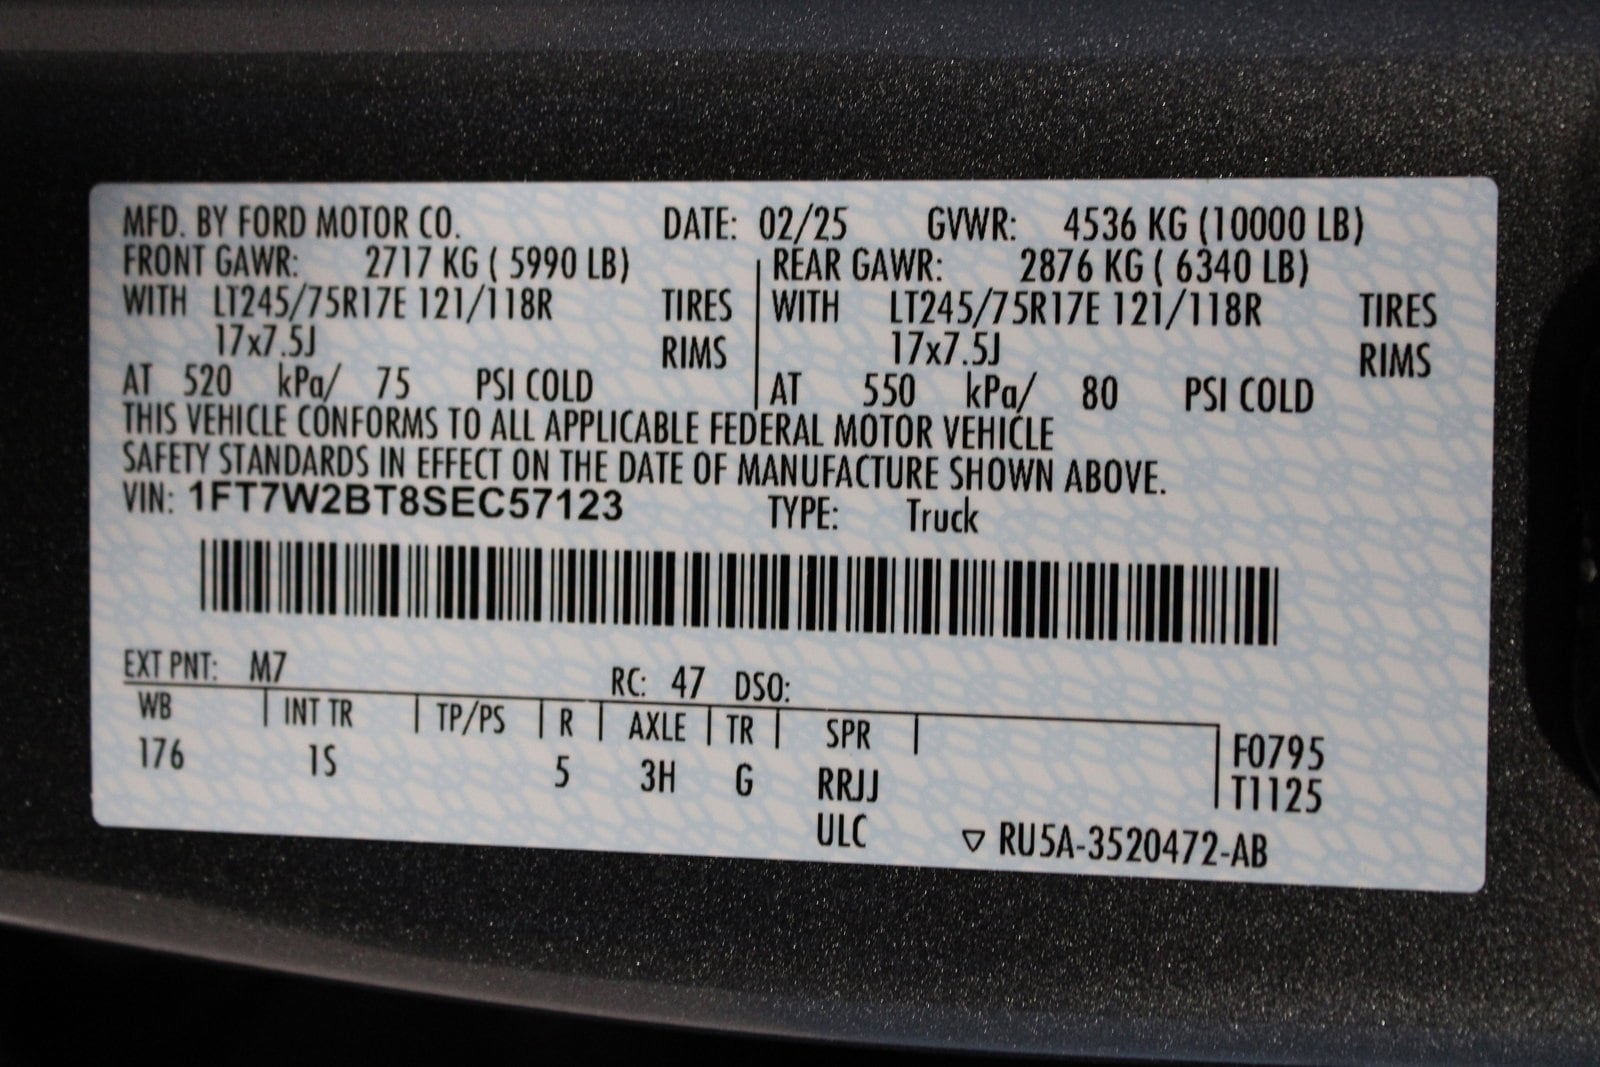 MFD. BY FORD MOTOR CO. DATE: 02/25 GVWR: 4536 KG (10000 LB)
FRONT GAWR: 2717 KG ( 5990 LB) REAR GAWR: 2876 KG ( 6340 LB)
WITH LT245/75R17E 121/118R TIRES WITH LT245/75R17E 121/118R TIRES
17x7.5J RIMS 17x7.5J RIMS
AT 520 kPa/ 75 PSI COLD AT 550 kPa/ 80 PSI COLD
THIS VEHICLE CONFORMS TO ALL APPLICABLE FEDERAL MOTOR VEHICLE
SAFETY STANDARDS IN EFFECT ON THE DATE OF MANUFACTURE SHOWN ABOVE.
VIN: 1FT7W2BT8SEC57123 TYPE: Truck
EXT PNT: M7 RC: 47 DSO:
WB INT TR TP/PS R AXLE TR SPR F0795
176 1S 5 3H G RRJJ T1125
ULC ▽ RU5A-3520472-AB